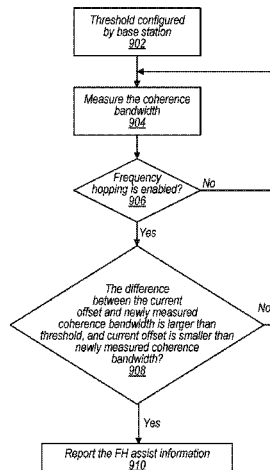 Threshold configured
by base station
902
Measure the coherence
bandwidth
904
Frequency
hopping is enabled?
906
No
Yes
The difference
between the current
offset and newly measured
coherence bandwidth is larger than
threshold, and current offset is smaller than
newly measured coherence
bandwidth?
908
No
Yes
Report the FH assist information
910